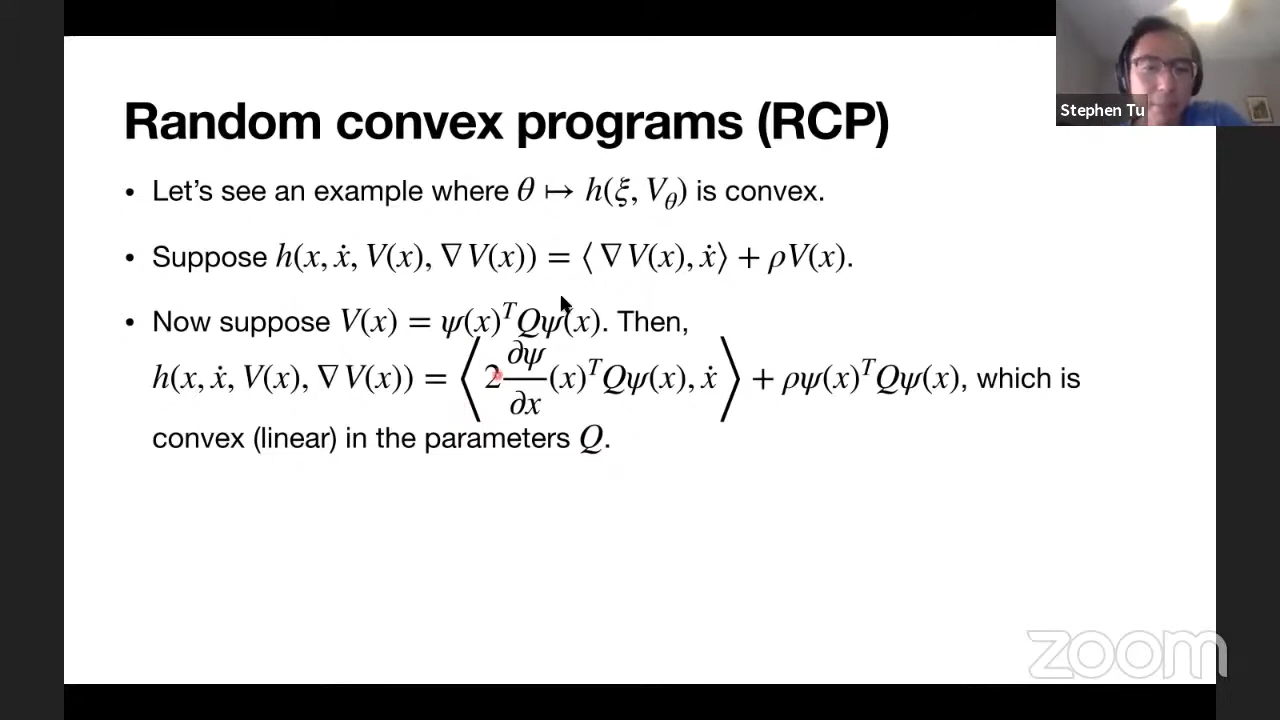 Random convex programs (RCP)
Stephen Tu
• Let's see an example where θ ↦ h(ξ, V_θ) is convex.
• Suppose h(x, ẋ, V(x), ∇V(x)) = ⟨∇V(x), ẋ⟩ + ρV(x).
• Now suppose V(x) = ψ(x)^T Qψ(x). Then,
h(x, ẋ, V(x), ∇V(x)) = ⟨2 ∂ψ/∂x (x)^T Qψ(x), ẋ⟩ + ρψ(x)^T Qψ(x), which is
convex (linear) in the parameters Q.
zoom